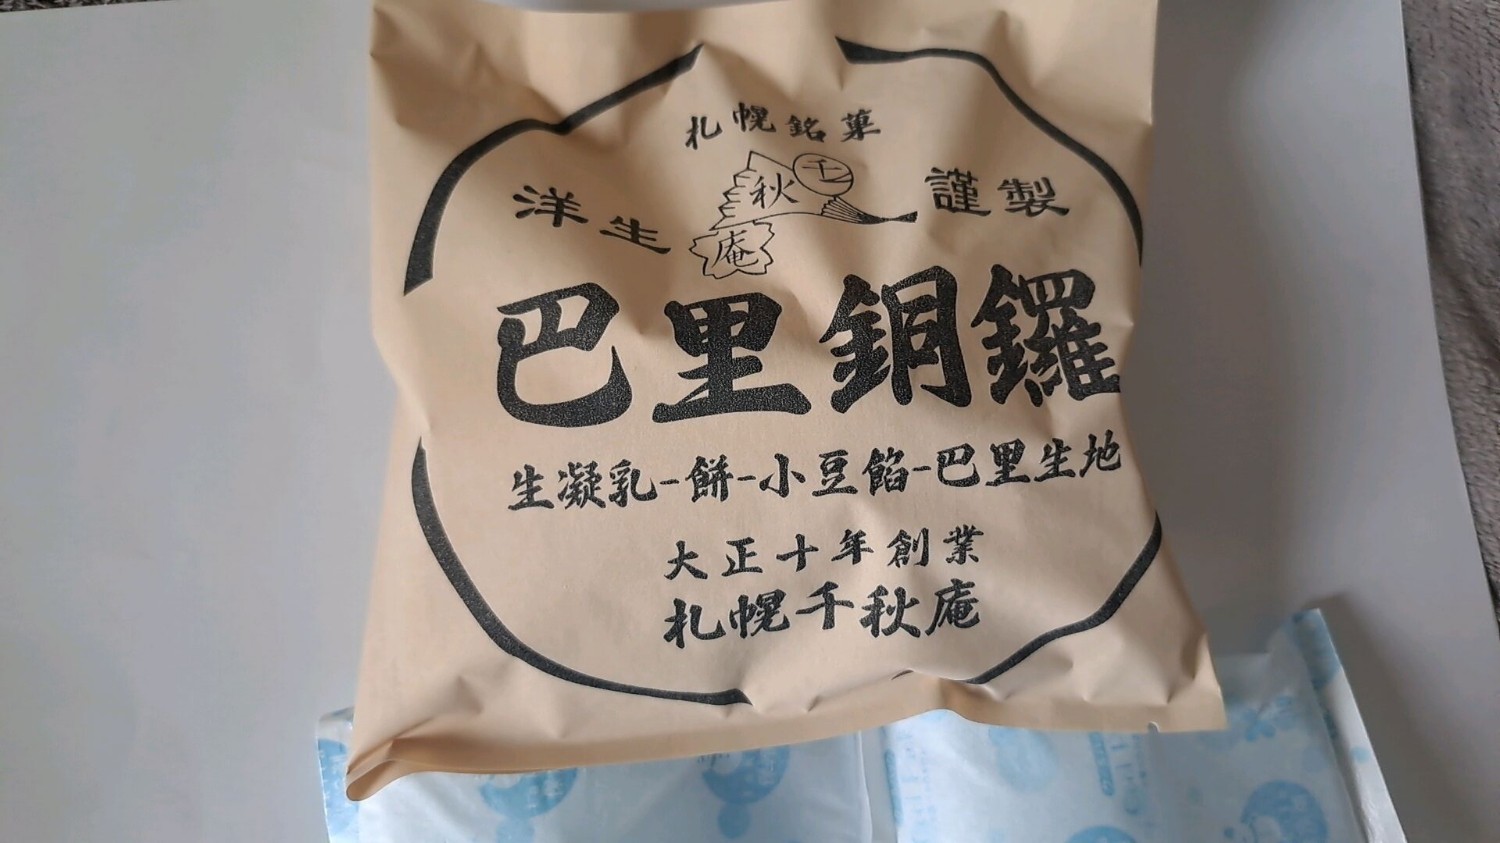 札幌銘菓
千秋庵
洋生 謹製
巴里銅鑼
生凝乳-餅-小豆餡-巴里生地
大正十年創業
札幌千秋庵